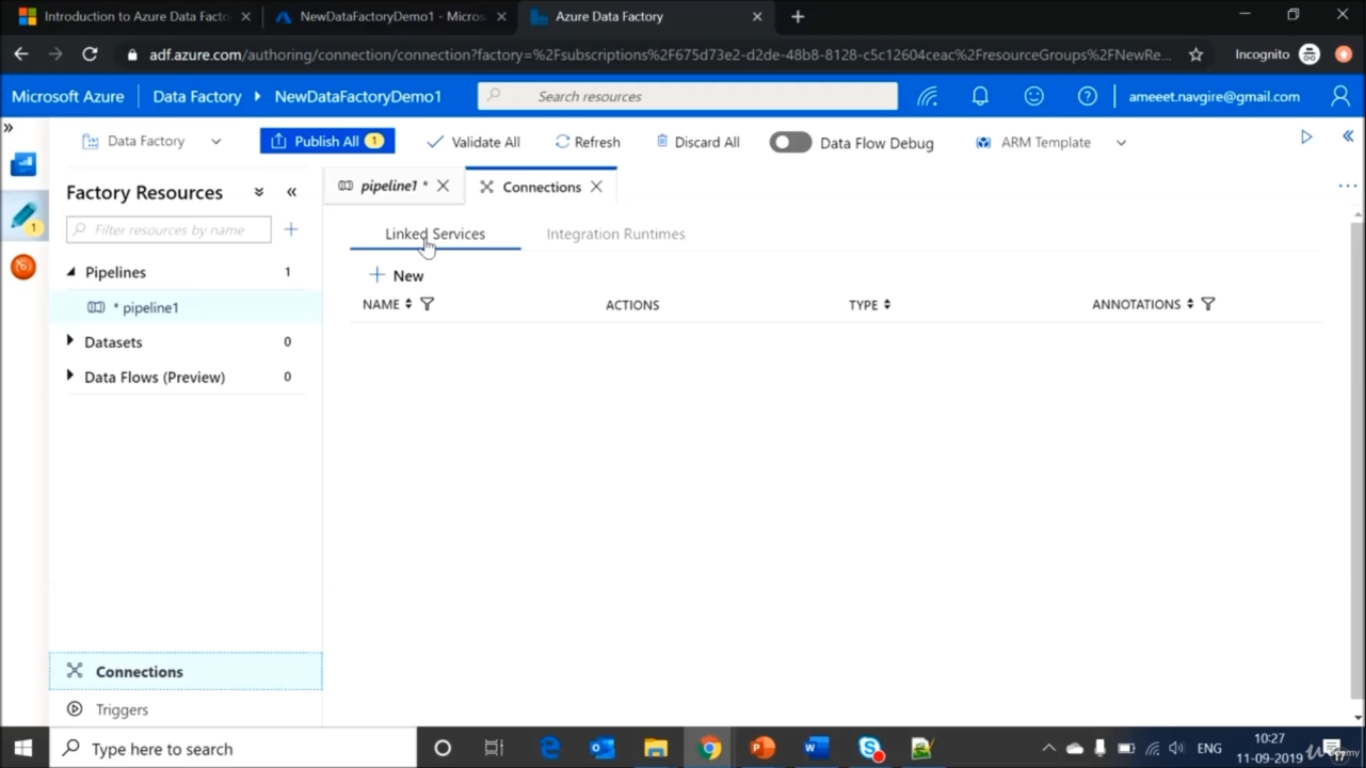 Introduction to Azure Data Facto
NewDataFactoryDemo1 - Micros
Azure Data Factory
adf.azure.com/authoring/connection/connection?factory=%2Fsubscriptions%2F675d73e2-d2de-48b8-8128-c5c12604ceac%2FresourceGroups%2FNewRe...
Incognito
Microsoft Azure
Data Factory
NewDataFactoryDemo1
Search resources
ameeet.navgire@gmail.com
Data Factory
Publish All 1
Validate All
Refresh
Discard All
Data Flow Debug
ARM Template
Factory Resources
pipeline1 *
Connections
1
Filter resources by name
Linked Services
Integration Runtimes
New
Pipelines 1
NAME
ACTIONS
TYPE
ANNOTATIONS
* pipeline1
Datasets 0
Data Flows (Preview) 0
Connections
Triggers
Type here to search
ENG
10:27
11-09-2019
17